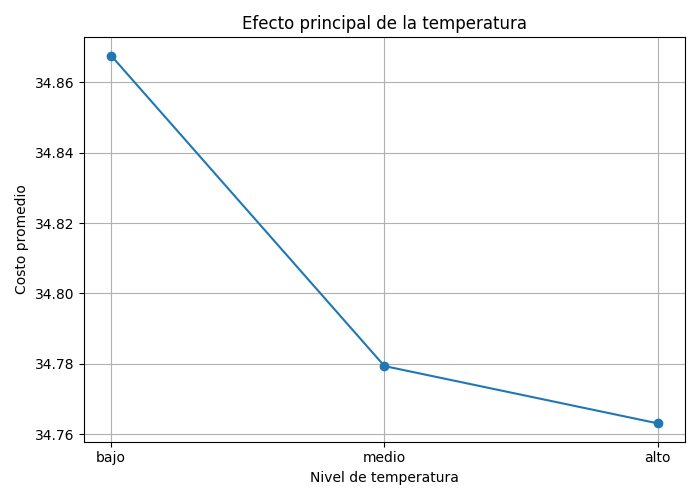 Efecto principal de la temperatura
34.86
34.84
34.82
34.80
34.78
34.76
Costo promedio
bajo
medio
alto
Nivel de temperatura